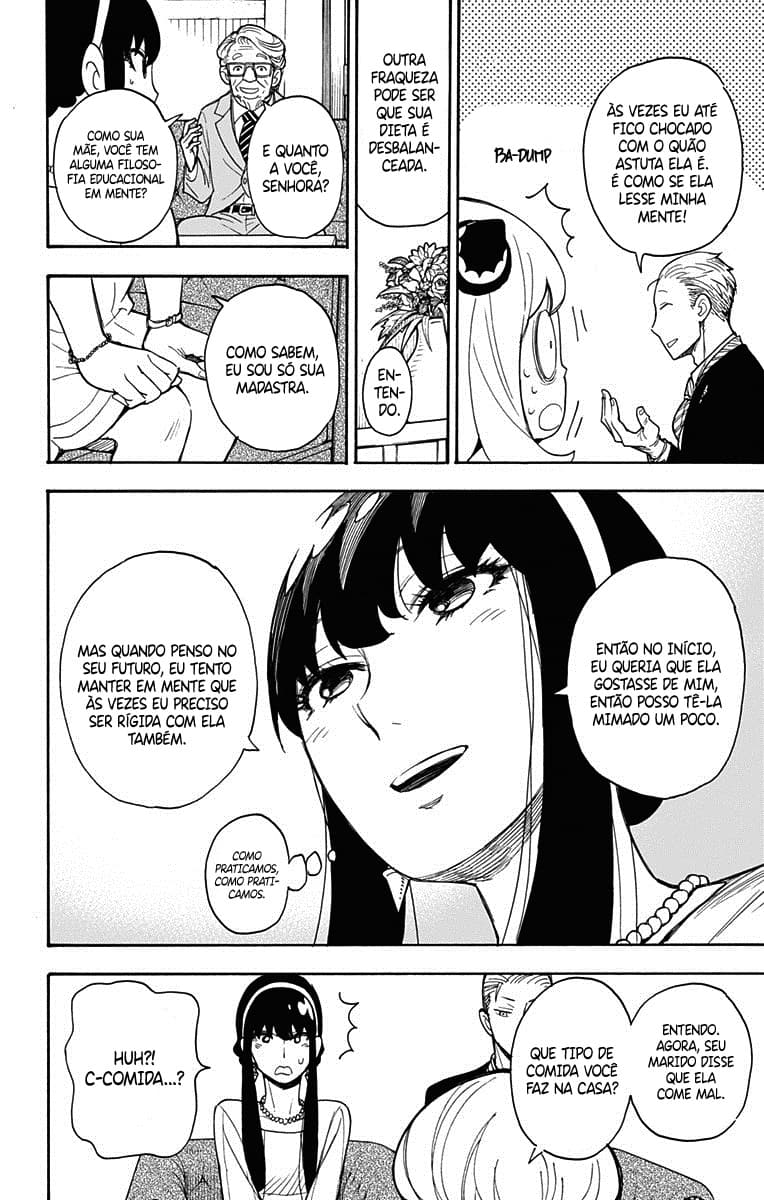 ÀS VEZES EU ATÉ
FICO CHOCADO
COM O QUÃO
ASTUTA ELA É.
É COMO SE ELA
LESSE MINHA
MENTE!
BA-DUMP
OUTRA
FRAQUEZA
PODE SER
QUE SUA
DIETA É
DESBALAN-
CEADA.
EN-
TEN-
DO.
E QUANTO
A VOCÊ,
SENHORA?
COMO SUA
MÃE, VOCÊ TEM
ALGUMA FILOSO-
FIA EDUCACIONAL
EM MENTE?
COMO SABEM,
EU SOU SÓ SUA
MADASTRA.
ENTÃO NO INÍCIO,
EU QUERIA QUE ELA
GOSTASSE DE MIM,
ENTÃO POSSO TÊ-LA
MIMADO UM POCO.
MAS QUANDO PENSO NO
SEU FUTURO, EU TENTO
MANTER EM MENTE QUE
ÀS VEZES EU PRECISO
SER RÍGIDA COM ELA
TAMBÉM.
COMO
PRATICAMOS,
COMO PRATI-
CAMOS.
ENTENDO.
AGORA, SEU
MARIDO DISSE
QUE ELA
COME MAL.
QUE TIPO DE
COMIDA VOCÊ
FAZ NA CASA?
HUH?!
C-COMIDA...?